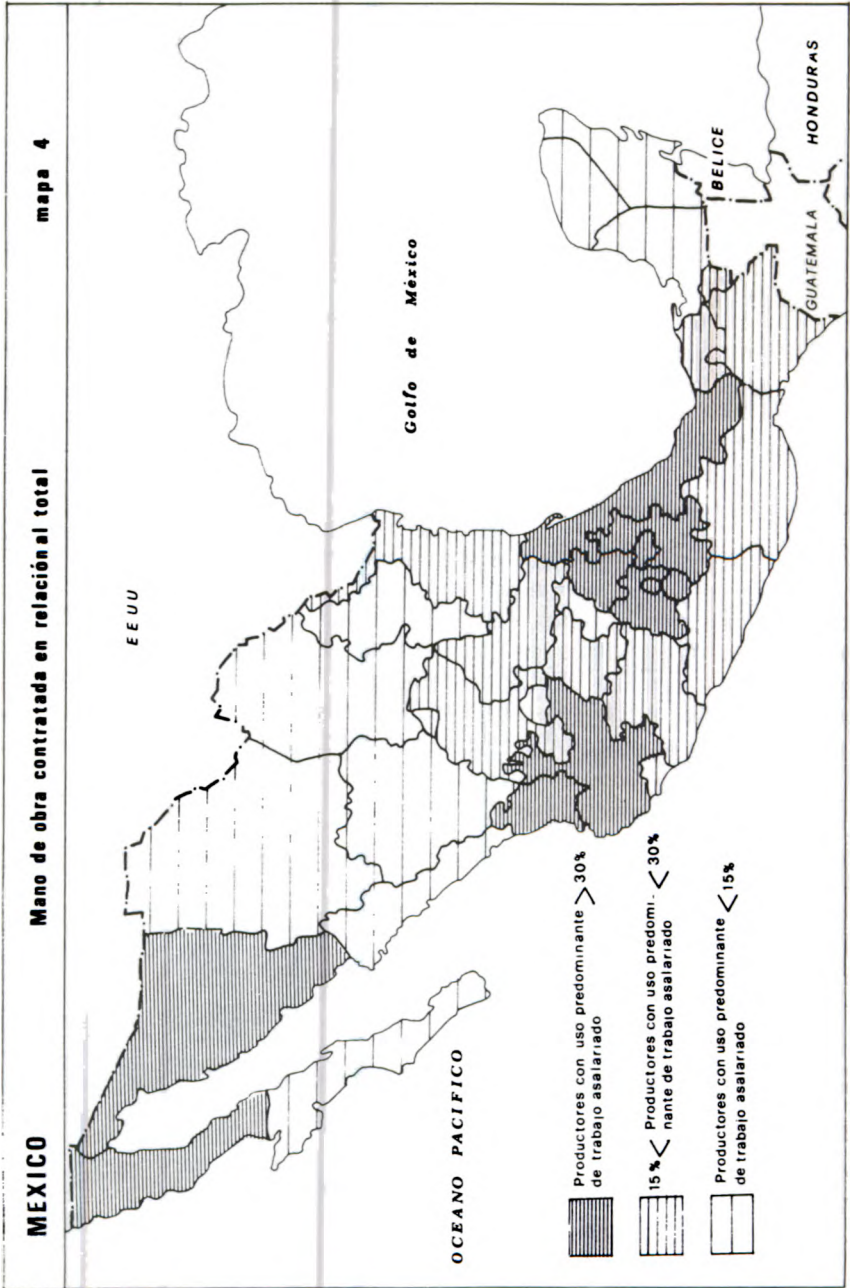 MEXICO
Mano de obra contratada en relaciónal total
mapa 4
EEUU
Golfo de México
OCEANO PACIFICO
BELICE
GUATEMALA
HONDURAS
Productores con uso predominante > 30%
de trabajo asalariado
15% < Productores con uso predomi- < 30%
nante de trabajo asalariado
Productores con uso predominante < 15%
de trabajo asalariado